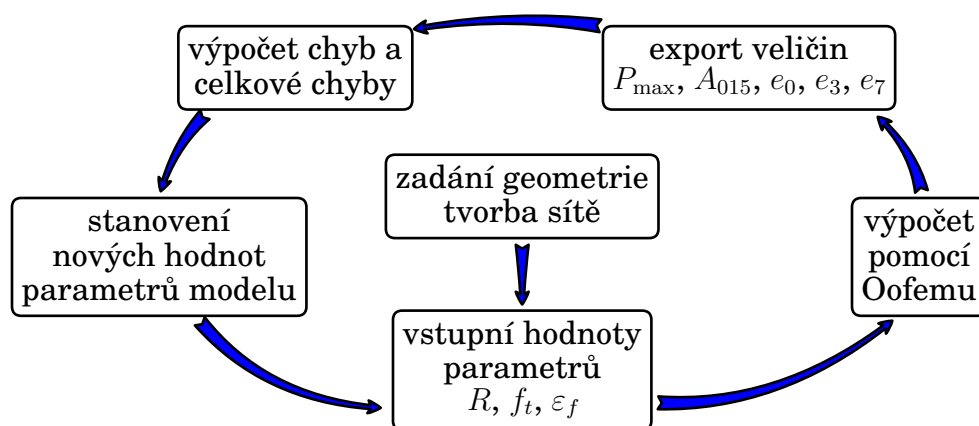 výpočet chyb a
celkové chyby
export veličin
P_max, A_015, e_0, e_3, e_7
zadání geometrie
tvorba sítě
stanovení
nových hodnot
parametrů modelu
výpočet
pomocí
Oofemu
vstupní hodnoty
parametrů
R, f_t, ε_f